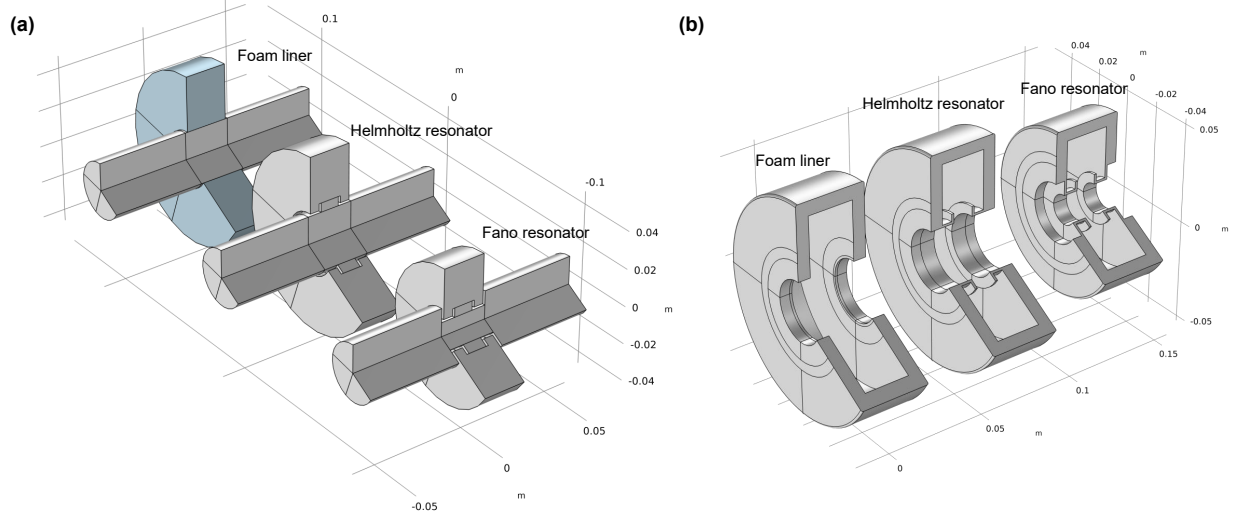 (a)
0.1
Foam liner
m
0
Helmholtz resonator
-0.1
Fano resonator
0.04
0.02
0
m
-0.02
-0.04
0.05
0
m
-0.05
(b)
0.04
m
0.02
0
Fano resonator
-0.02
-0.04
Helmholtz resonator
0.05
Foam liner
0
m
-0.05
0.15
0.1
0.05
m
0